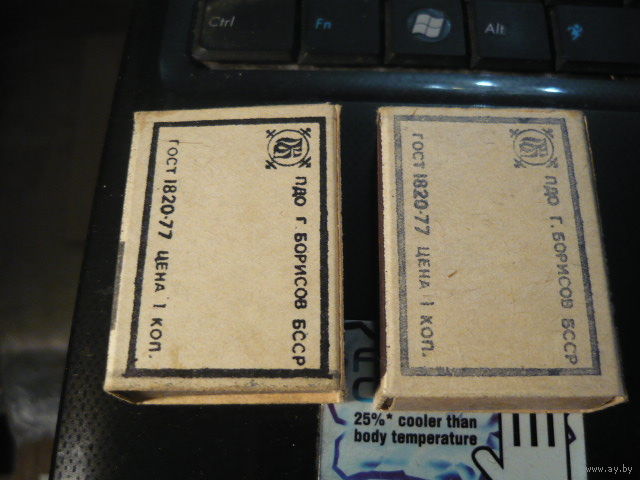 Ctrl
Fn
Alt
ПДО Г. БОРИСОВ БССР
ГОСТ 1820-77 ЦЕНА 1 КОП.
ПДО Г. БОРИСОВ БССР
ГОСТ 1820-77 ЦЕНА 1 КОП.
25%* cooler than
body temperature
www.ay.by